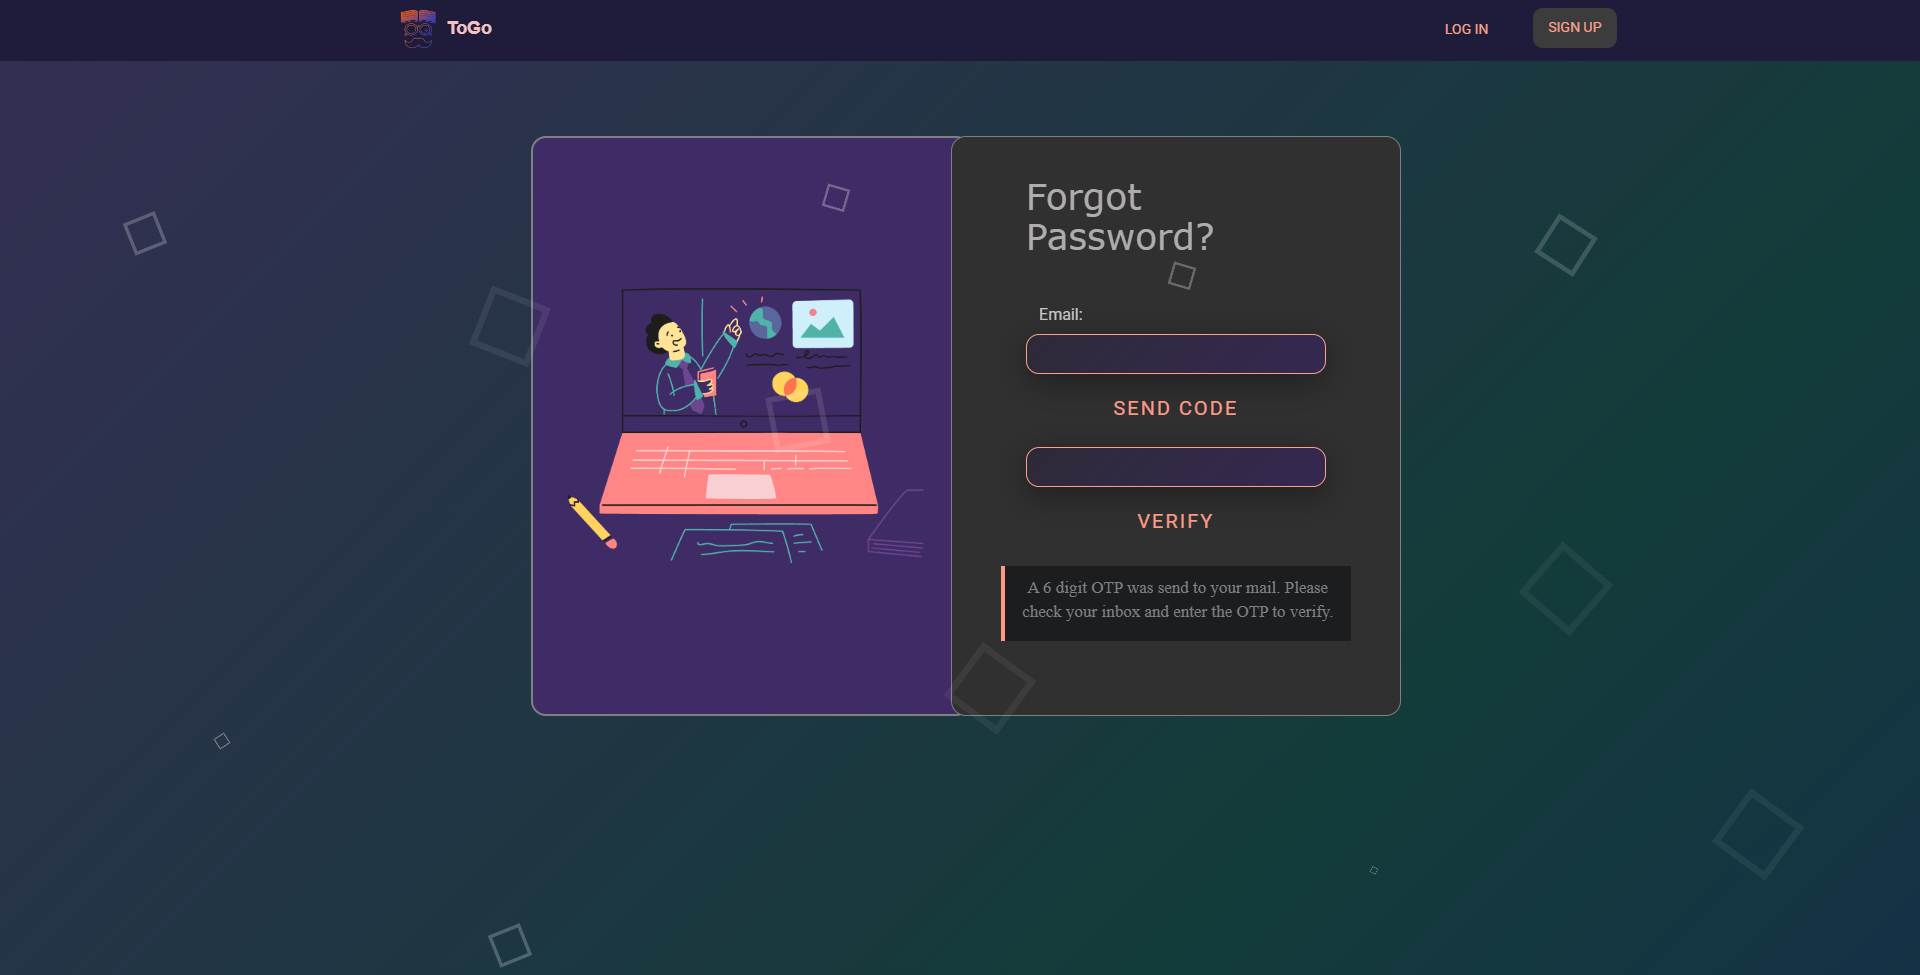 ToGo
LOG IN
SIGN UP
Forgot
Password?
Email:
SEND CODE
VERIFY
A 6 digit OTP was send to your mail. Please
check your inbox and enter the OTP to verify.